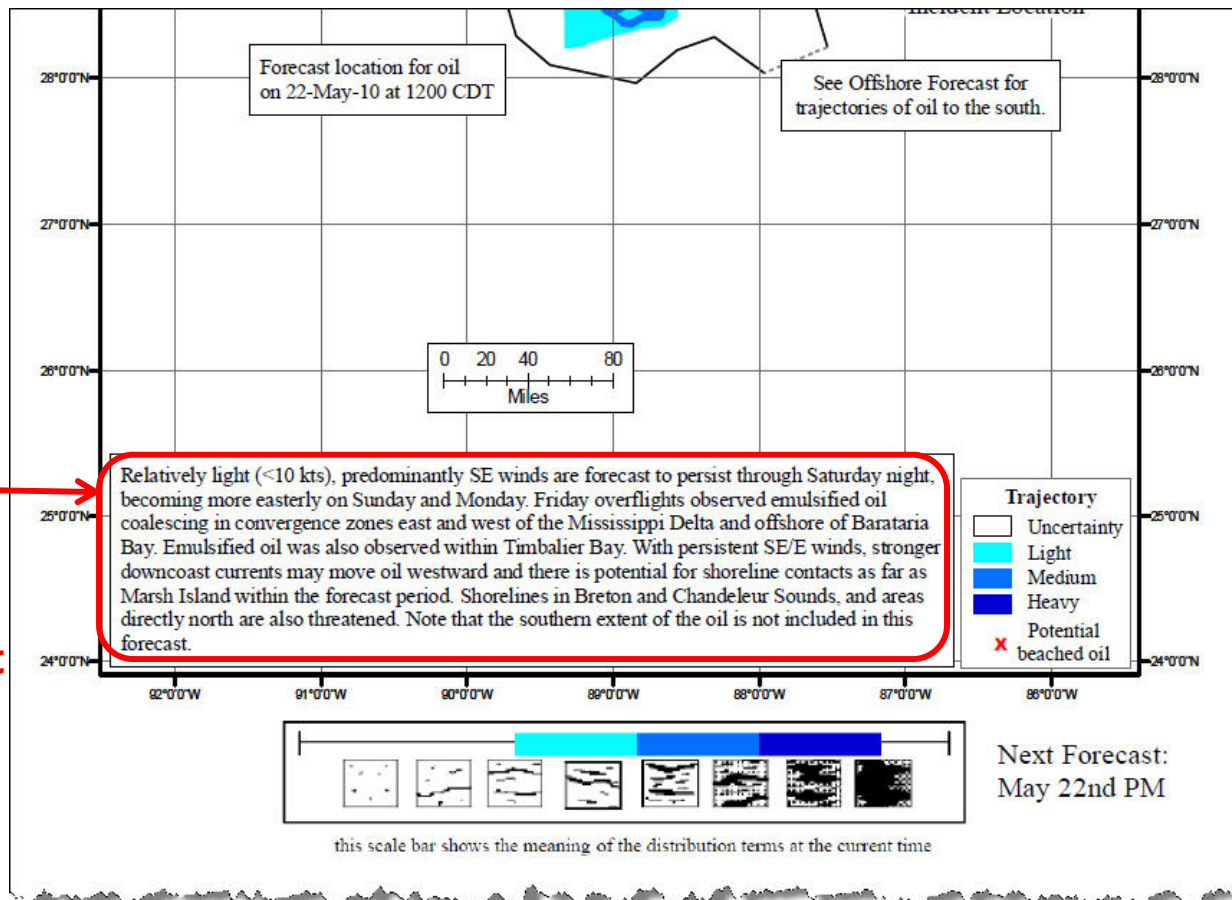 Incident Location
Forecast location for oil
on 22-May-10 at 1200 CDT
See Offshore Forecast for
trajectories of oil to the south.
28°0'0"N
28°0'0"N
27°0'0"N
27°0'0"N
0 20 40 80
Miles
26°0'0"N
26°0'0"N
Relatively light (<10 kts), predominantly SE winds are forecast to persist through Saturday night,
becoming more easterly on Sunday and Monday. Friday overflights observed emulsified oil
coalescing in convergence zones east and west of the Mississippi Delta and offshore of Barataria
Bay. Emulsified oil was also observed within Timbalier Bay. With persistent SE/E winds, stronger
downcoast currents may move oil westward and there is potential for shoreline contacts as far as
Marsh Island within the forecast period. Shorelines in Breton and Chandeleur Sounds, and areas
directly north are also threatened. Note that the southern extent of the oil is not included in this
forecast.
25°0'0"N
25°0'0"N
Trajectory
Uncertainty
Light
Medium
Heavy
x Potential
beached oil
24°0'0"N
24°0'0"N
92°0'0"W 91°0'0"W 90°0'0"W 89°0'0"W 88°0'0"W 87°0'0"W 86°0'0"W
Next Forecast:
May 22nd PM
this scale bar shows the meaning of the distribution terms at the current time